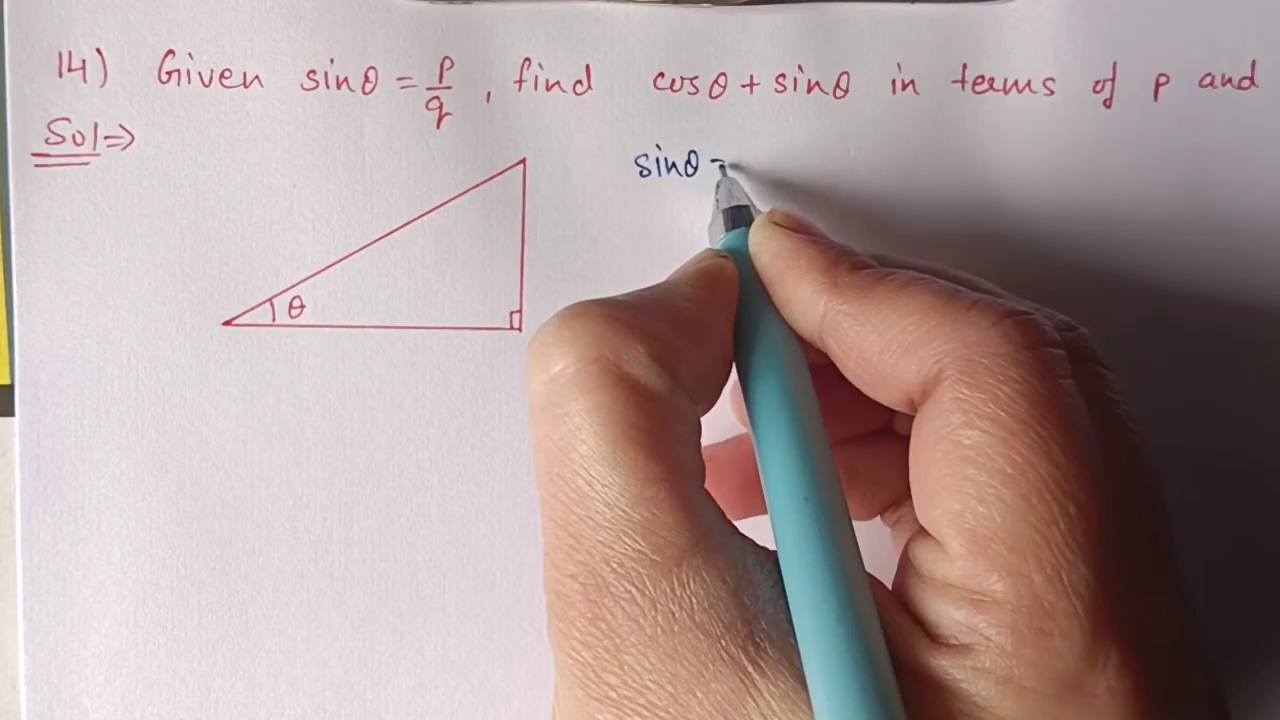 14) Given sinθ = p/q, find cosθ + sinθ in terms of p and
Sol⇒
sinθ =
θ